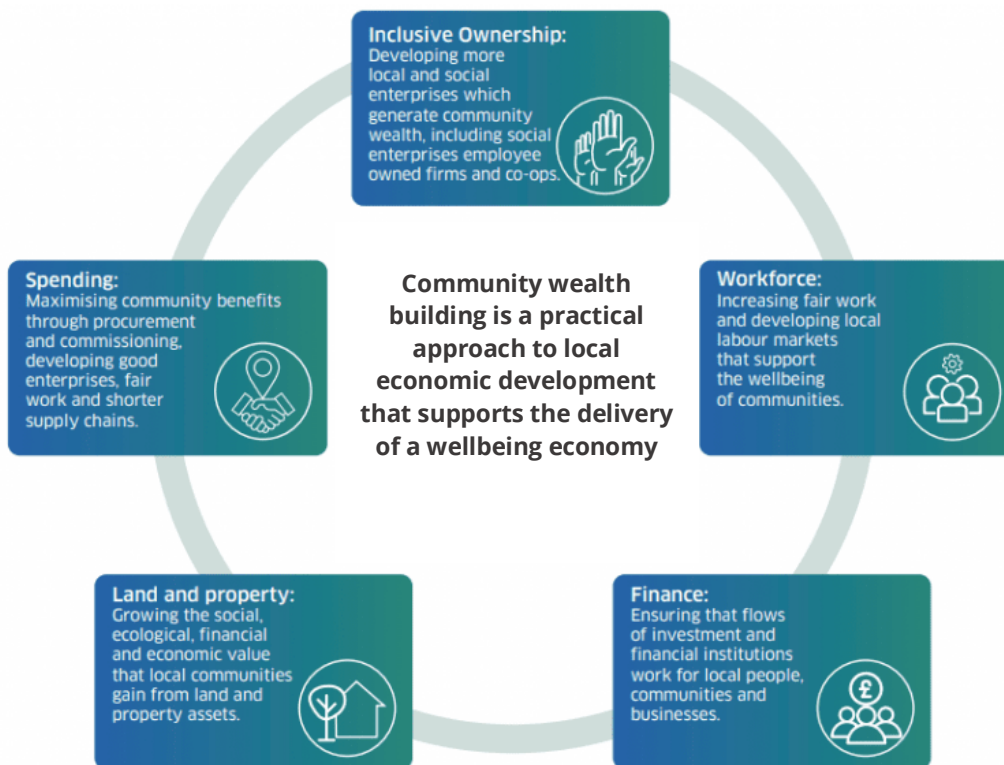 Inclusive Ownership:
Developing more
local and social
enterprises which
generate community
wealth, including social
enterprises employee
owned firms and co-ops.
Spending:
Maximising community benefits
through procurement
and commissioning,
developing good
enterprises, fair
work and shorter
supply chains.
Community wealth
building is a practical
approach to local
economic development
that supports the delivery
of a wellbeing economy
Workforce:
Increasing fair work
and developing local
labour markets
that support
the wellbeing
of communities.
Land and property:
Growing the social,
ecological, financial
and economic value
that local communities
gain from land and
property assets.
Finance:
Ensuring that flows
of investment and
financial institutions
work for local people,
communities and
businesses.
£